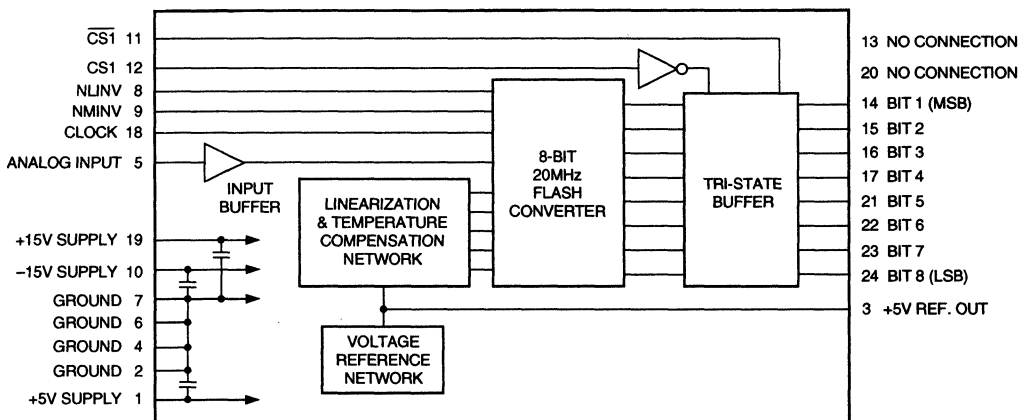 CS1 11
CS1 12
NLINV 8
NMINV 9
CLOCK 18
ANALOG INPUT 5
INPUT
BUFFER
+15V SUPPLY 19
–15V SUPPLY 10
GROUND 7
GROUND 6
GROUND 4
GROUND 2
+5V SUPPLY 1
LINEARIZATION
& TEMPERATURE
COMPENSATION
NETWORK
VOLTAGE
REFERENCE
NETWORK
8-BIT
20MHz
FLASH
CONVERTER
TRI-STATE
BUFFER
13 NO CONNECTION
20 NO CONNECTION
14 BIT 1 (MSB)
15 BIT 2
16 BIT 3
17 BIT 4
21 BIT 5
22 BIT 6
23 BIT 7
24 BIT 8 (LSB)
3 +5V REF. OUT